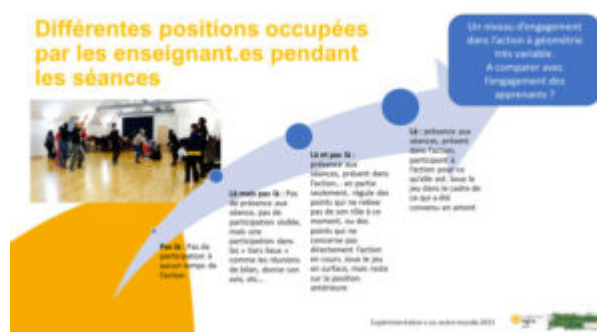 Différentes positions occupées
par les enseignant.es pendant
les séances
Un niveau d'engagement
dans l'action à géométrie
très variable.
A comparer avec
l'engagement des
apprenants ?
Pas là : Pas de
participation à
aucun temps de
l'action
Là mais pas là : Pas
de présence aux
séance, pas de
participation visible,
mais une
participation dans
les « tiers lieux »
comme les réunions
de bilan, donne son
avis, etc…
Là et pas là :
présence aux
séances, présent dans
l'action… en partie
seulement, régule des
points qui ne relève
pas de son rôle à ce
moment, ou des
points qui ne
concerne pas
directement l'action
en cours. Joue le jeu
en surface, mais reste
sur la position
antérieure
Là : présence aux
séances, présent
dans l'action,
participent à
l'action pour ce
qu'il/elle est. Joue le
jeu dans le cadre de
ce qui a été
convenu en amont